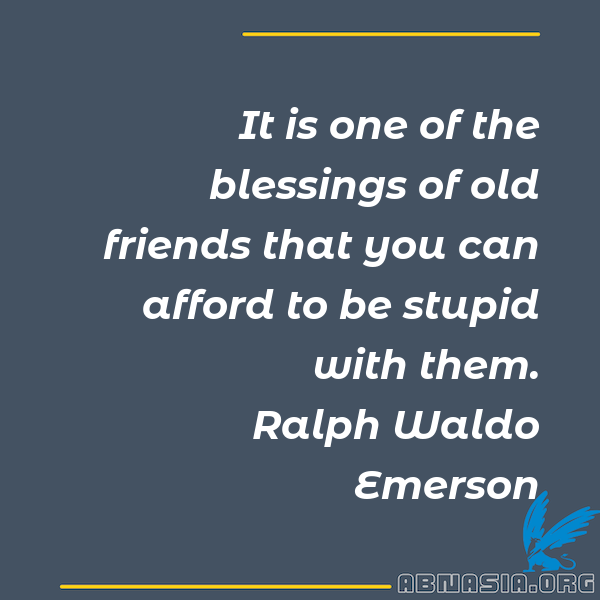 It is one of the
blessings of old
friends that you can
afford to be stupid
with them.
Ralph Waldo
Emerson
ABNASIA.ORG